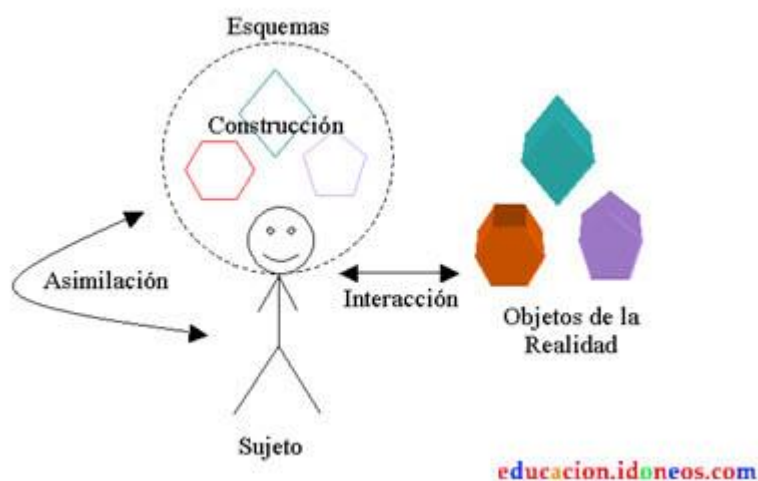 Esquemas
Construcción
Asimilación
Interacción
Objetos de la
Realidad
Sujeto
educacion.idoneos.com